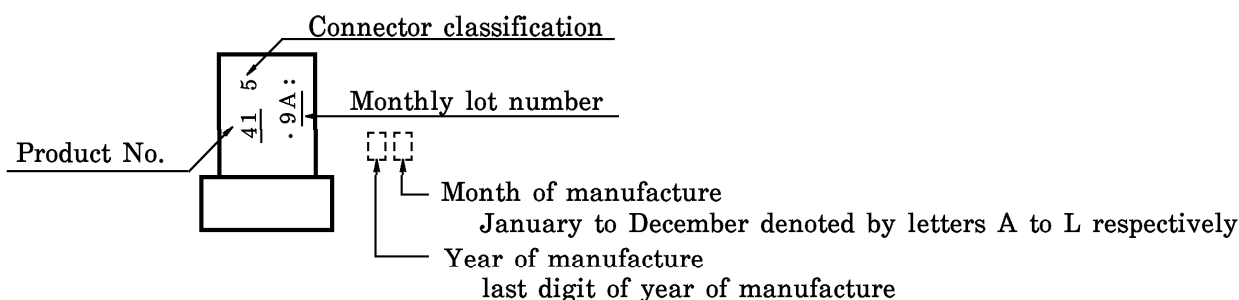 Connector classification
41 5
.9A:
Monthly lot number
Product No.
Month of manufacture
January to December denoted by letters A to L respectively
Year of manufacture
last digit of year of manufacture